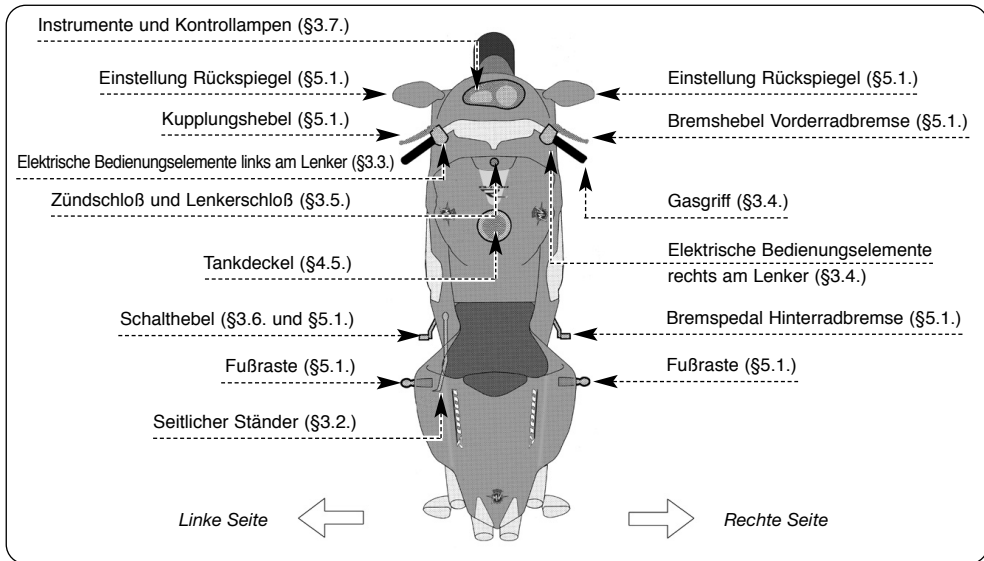 Instrumente und Kontrollampen (§3.7.)
Einstellung Rückspiegel (§5.1.)
Einstellung Rückspiegel (§5.1.)
Kupplungshebel (§5.1.)
Bremshebel Vorderradbremse (§5.1.)
Elektrische Bedienungselemente links am Lenker (§3.3.)
Zündschloß und Lenkerschloß (§3.5.)
Gasgriff (§3.4.)
Tankdeckel (§4.5.)
Elektrische Bedienungselemente
rechts am Lenker (§3.4.)
Schalthebel (§3.6. und §5.1.)
Bremspedal Hinterradbremse (§5.1.)
Fußraste (§5.1.)
Fußraste (§5.1.)
Seitlicher Ständer (§3.2.)
Linke Seite
Rechte Seite